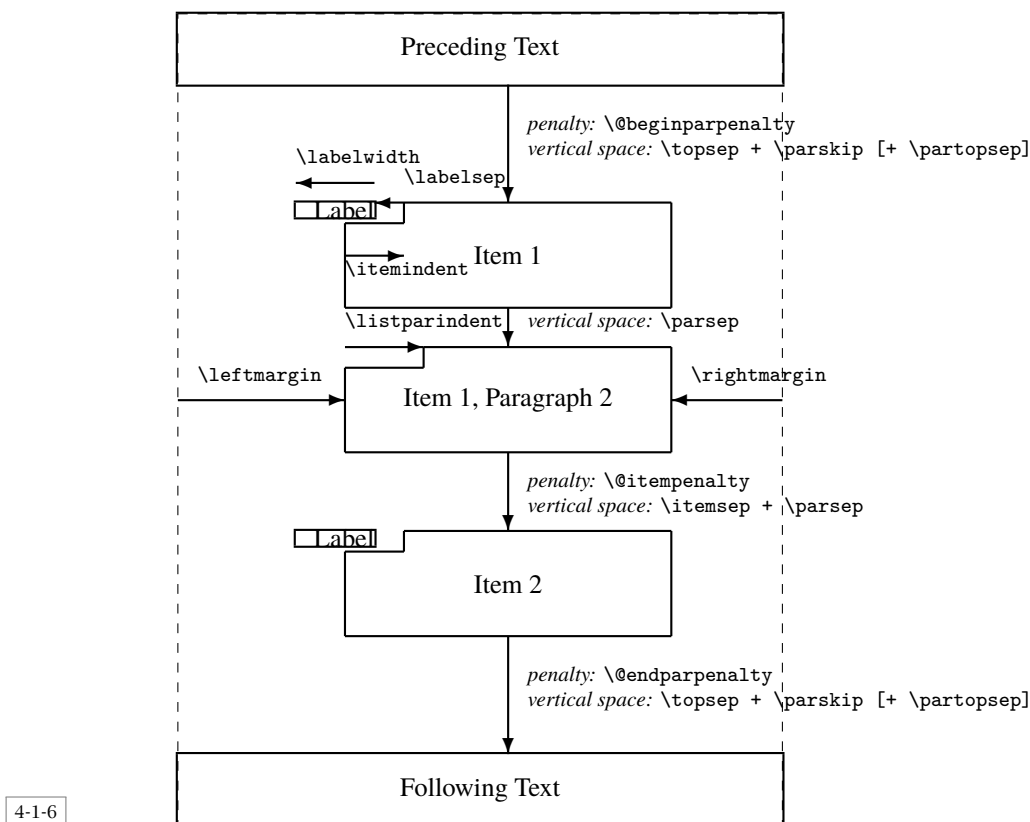 Preceding Text
penalty: \@beginparpenalty
vertical space: \topsep + \parskip [+ \partopsep]
\labelwidth
\labelsep
Label
Item 1
\itemindent
\listparindent
vertical space: \parsep
\leftmargin
\rightmargin
Item 1, Paragraph 2
penalty: \@itempenalty
vertical space: \itemsep + \parsep
Label
Item 2
penalty: \@endparpenalty
vertical space: \topsep + \parskip [+ \partopsep]
Following Text
4-1-6